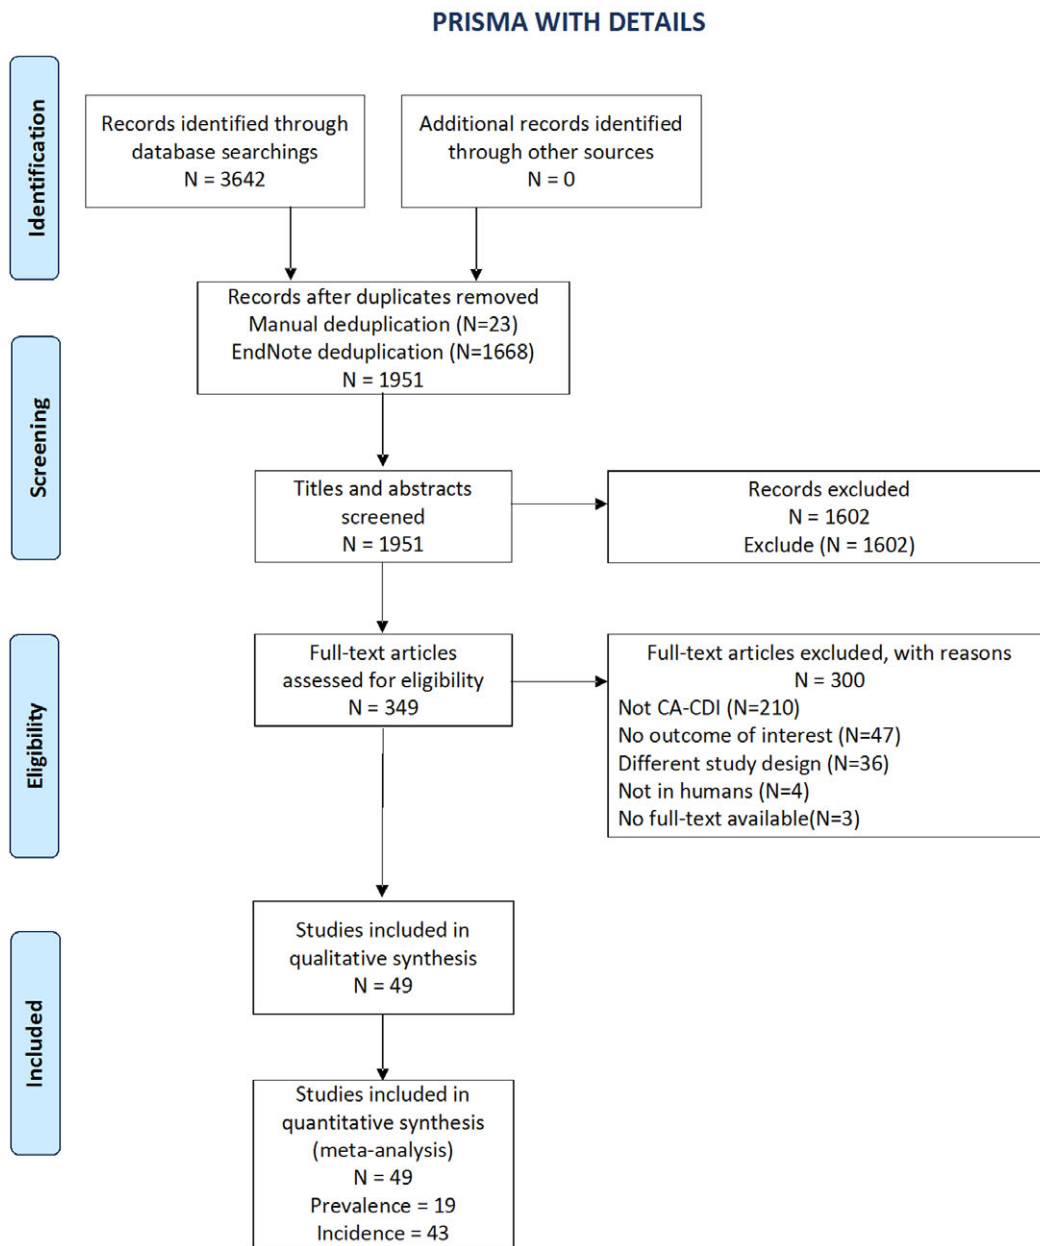 PRISMA WITH DETAILS
Identification
Records identified through
database searchings
N = 3642
Additional records identified
through other sources
N = 0
Records after duplicates removed
Manual deduplication (N=23)
EndNote deduplication (N=1668)
N = 1951
Screening
Titles and abstracts
screened
N = 1951
Records excluded
N = 1602
Exclude (N = 1602)
Eligibility
Full-text articles
assessed for eligibility
N = 349
Full-text articles excluded, with reasons
N = 300
Not CA-CDI (N=210)
No outcome of interest (N=47)
Different study design (N=36)
Not in humans (N=4)
No full-text available(N=3)
Included
Studies included in
qualitative synthesis
N = 49
Studies included in
quantitative synthesis
(meta-analysis)
N = 49
Prevalence = 19
Incidence = 43